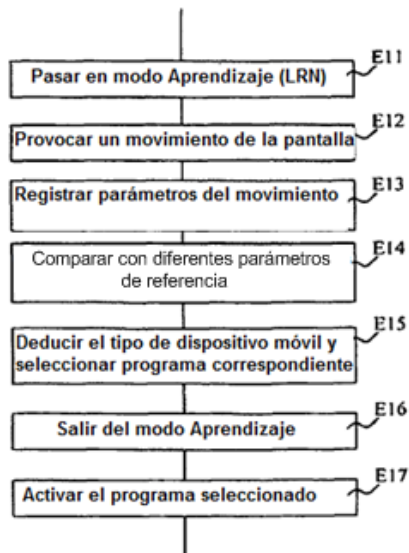 E11
Pasar en modo Aprendizaje (LRN)
E12
Provocar un movimiento de la pantalla
E13
Registrar parámetros del movimiento
E14
Comparar con diferentes parámetros
de referencia
E15
Deducir el tipo de dispositivo móvil y
seleccionar programa correspondiente
E16
Salir del modo Aprendizaje
E17
Activar el programa seleccionado